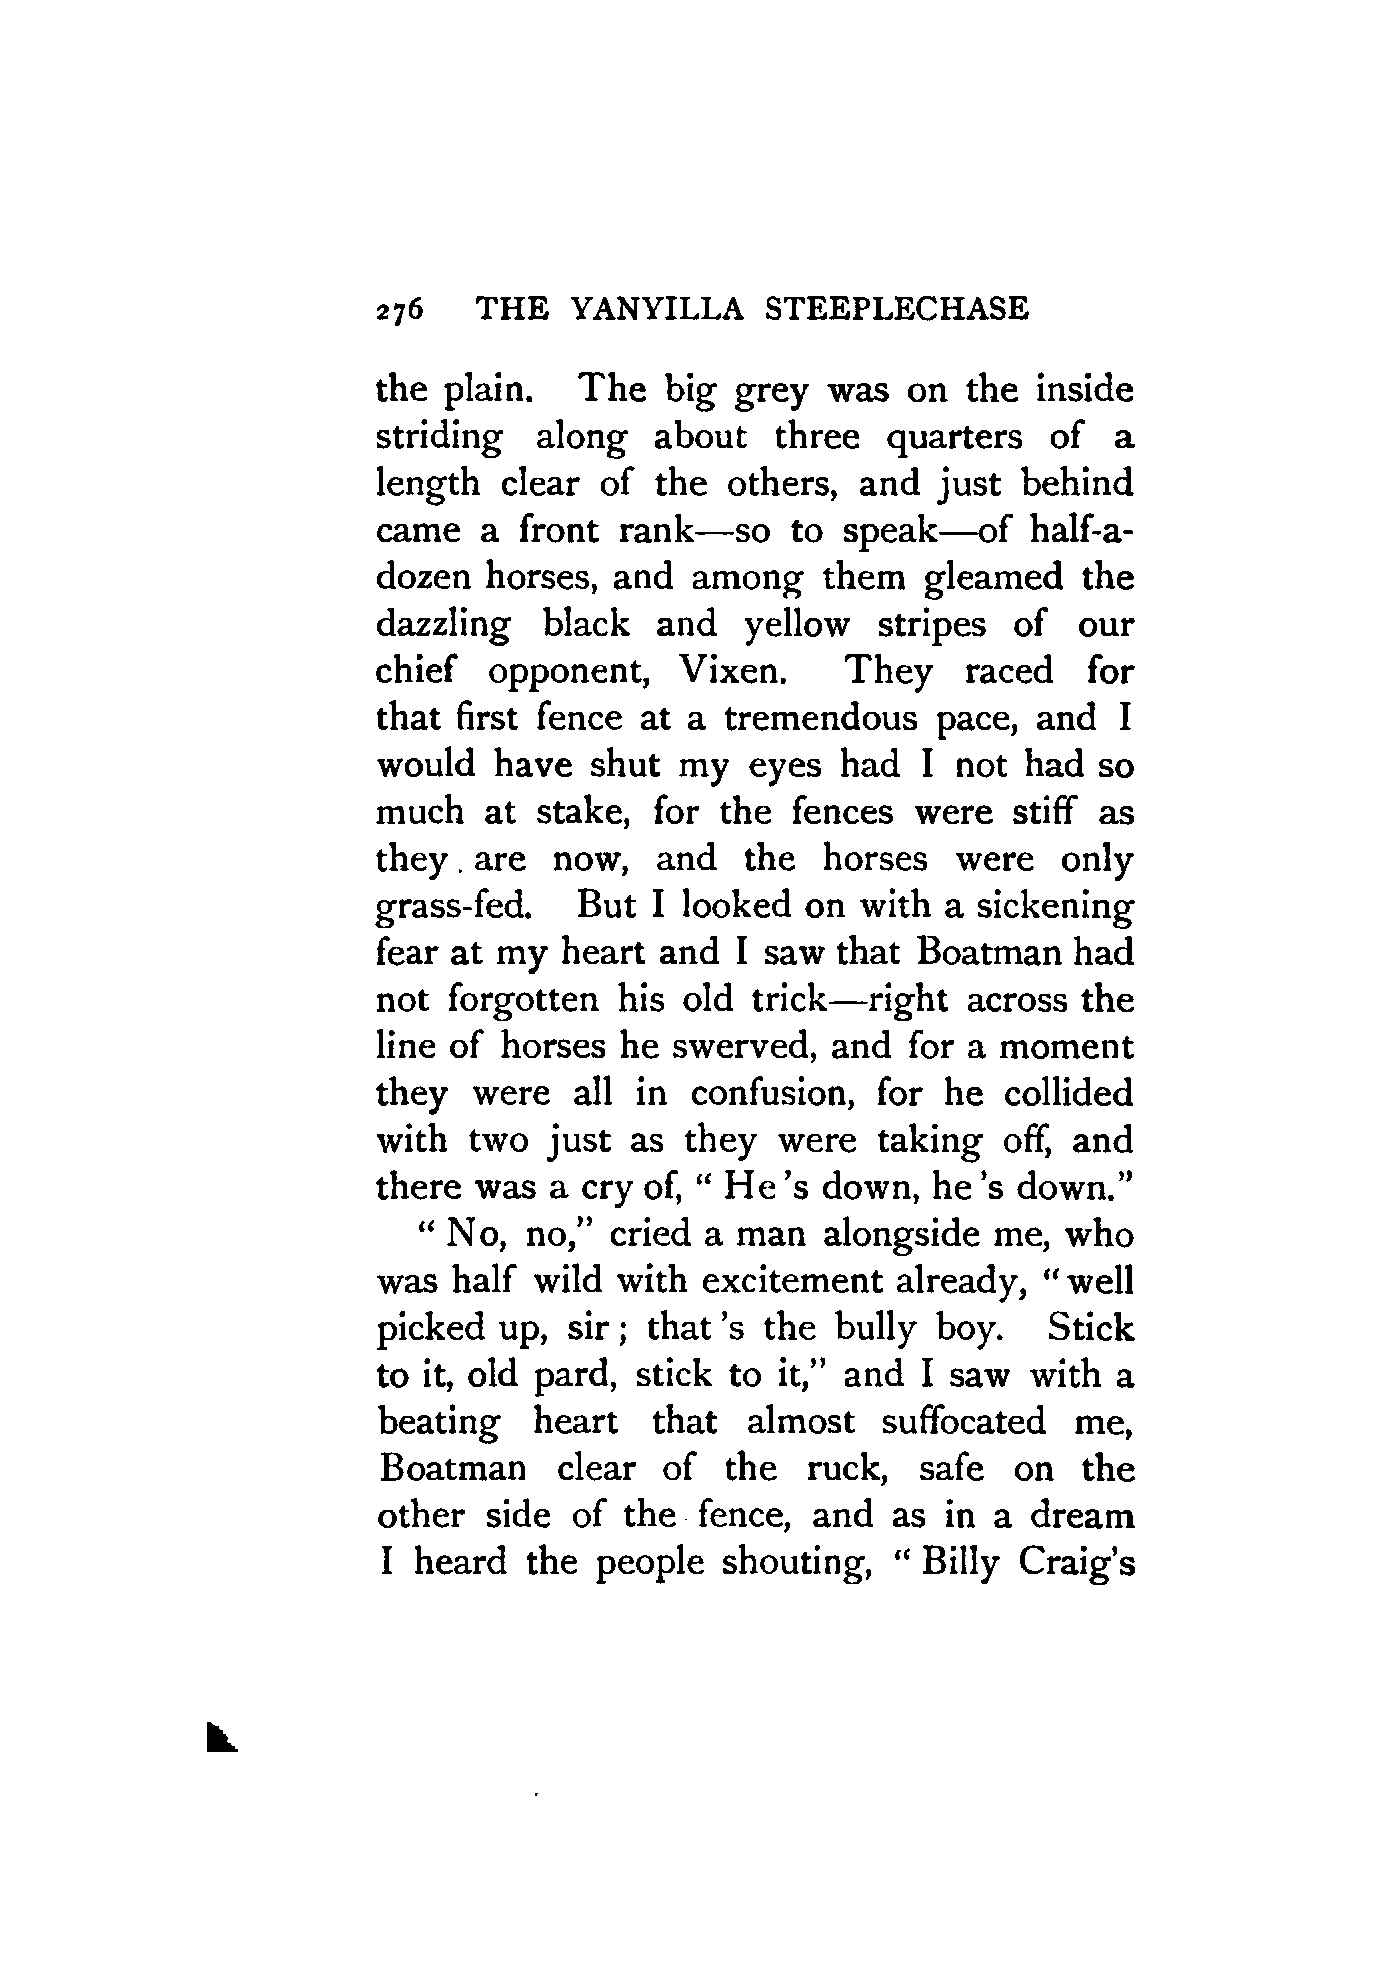 276 THE YANYILLA STEEPLECHASE
the plain. The big grey was on the inside
striding along about three quarters of a
length clear of the others, and just behind
came a front rank—so to speak—of half-a-
dozen horses, and among them gleamed the
dazzling black and yellow stripes of our
chief opponent, Vixen. They raced for
that first fence at a tremendous pace, and I
would have shut my eyes had I not had so
much at stake, for the fences were stiff as
they are now, and the horses were only
grass-fed. But I looked on with a sickening
fear at my heart and I saw that Boatman had
not forgotten his old trick—right across the
line of horses he swerved, and for a moment
they were all in confusion, for he collided
with two just as they were taking off, and
there was a cry of, “ He 's down, he 's down.”
“ No, no,” cried a man alongside me, who
was half wild with excitement already, “ well
picked up, sir ; that 's the bully boy. Stick
to it, old pard, stick to it,” and I saw with a
beating heart that almost suffocated me,
Boatman clear of the ruck, safe on the
other side of the fence, and as in a dream
I heard the people shouting, “ Billy Craig's